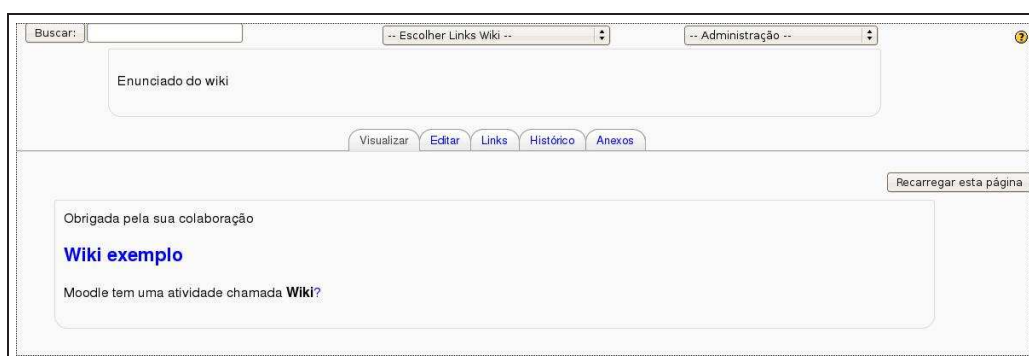 Buscar: -- Escolher Links Wiki -- -- Administração -- ?
Enunciado do wiki
Visualizar Editar Links Histórico Anexos
Recarregar esta página
Obrigada pela sua colaboração
Wiki exemplo
Moodle tem uma atividade chamada Wiki?